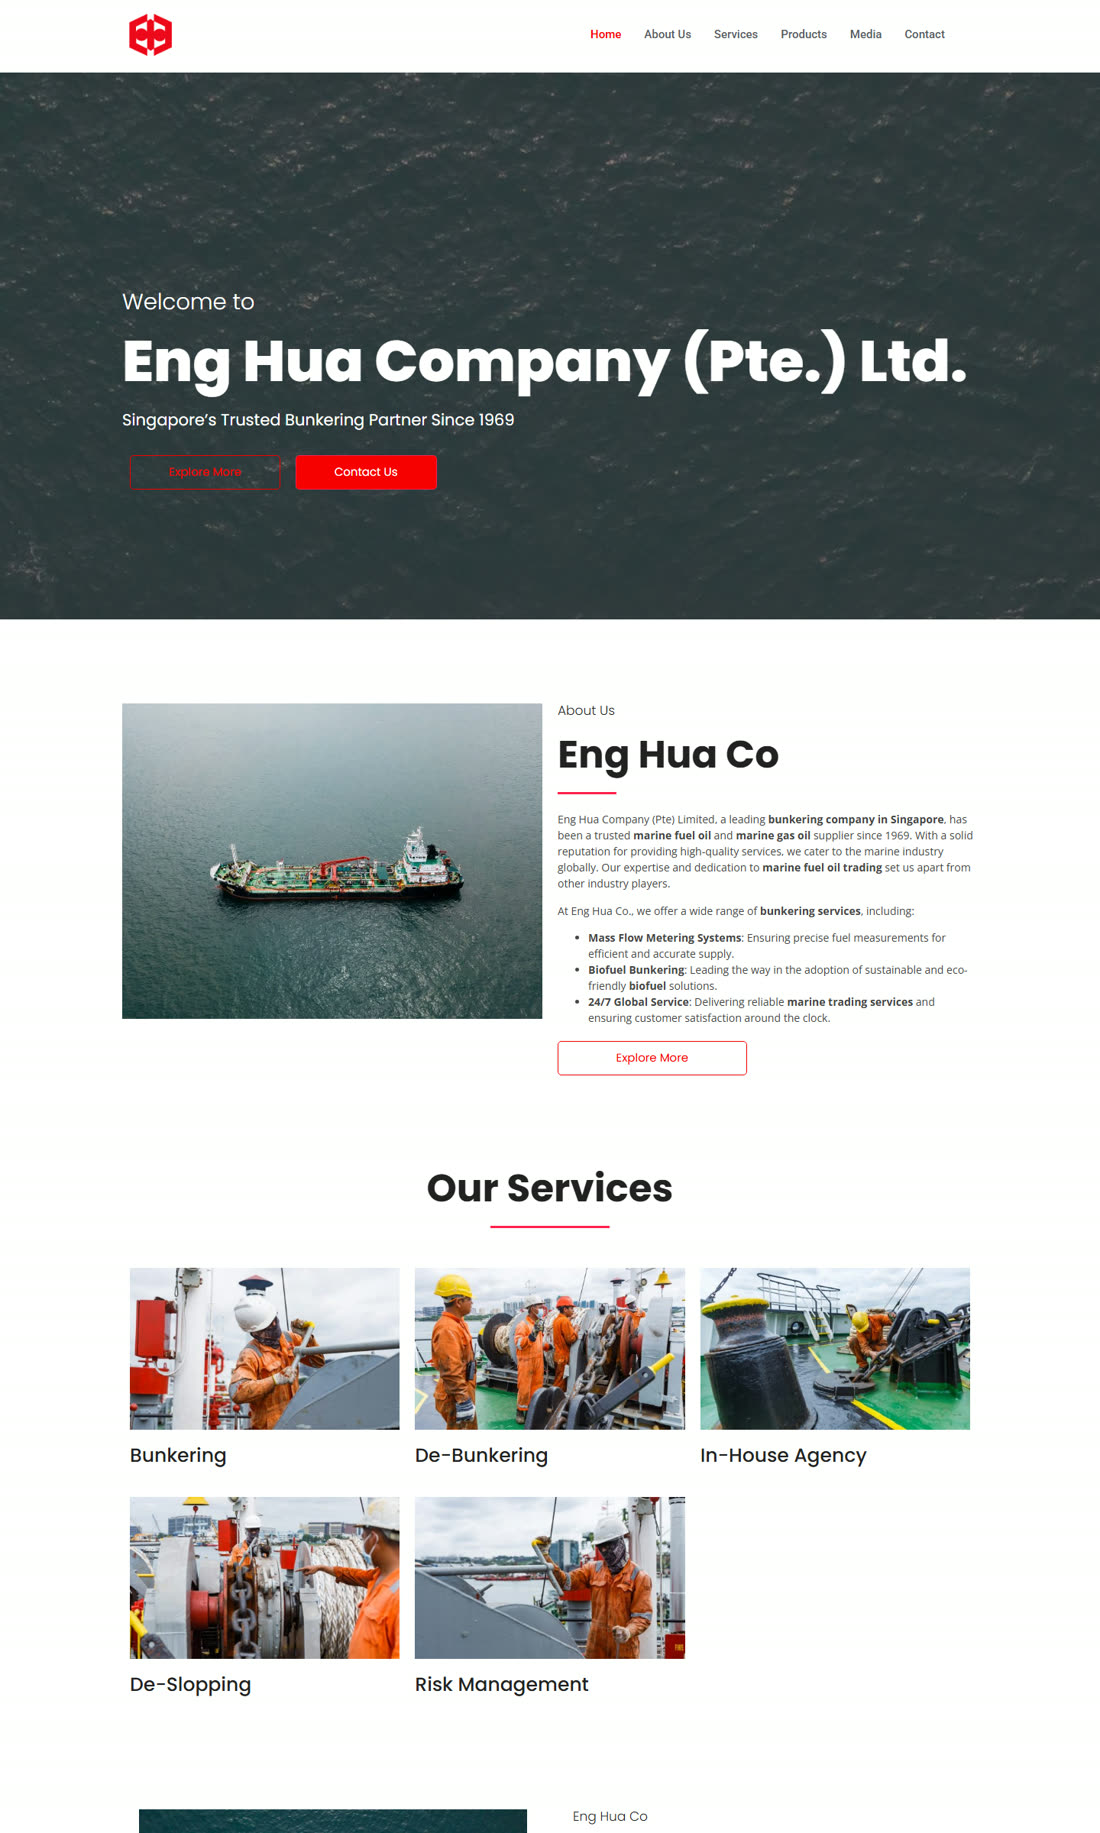 Home About Us Services Products Media Contact
Welcome to
Eng Hua Company (Pte.) Ltd.
Singapore’s Trusted Bunkering Partner Since 1969
Explore More Contact Us
About Us
Eng Hua Co
Eng Hua Company (Pte) Limited, a leading bunkering company in Singapore, has
been a trusted marine fuel oil and marine gas oil supplier since 1969. With a solid
reputation for providing high-quality services, we cater to the marine industry
globally. Our expertise and dedication to marine fuel oil trading set us apart from
other industry players.
At Eng Hua Co., we offer a wide range of bunkering services, including:
• Mass Flow Metering Systems: Ensuring precise fuel measurements for
efficient and accurate supply.
• Biofuel Bunkering: Leading the way in the adoption of sustainable and eco-
friendly biofuel solutions.
• 24/7 Global Service: Delivering reliable marine trading services and
ensuring customer satisfaction around the clock.
Explore More
Our Services
Bunkering
De-Bunkering
In-House Agency
De-Slopping
Risk Management
Eng Hua Co